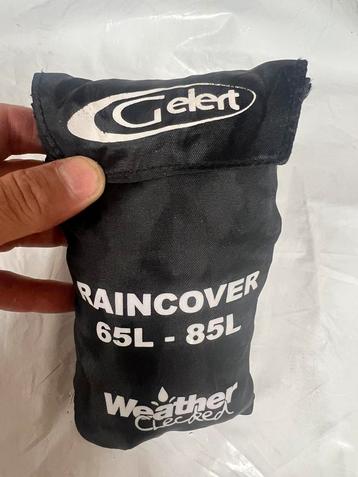 Gelert
RAINCOVER
65L - 85L
Weather
Checked